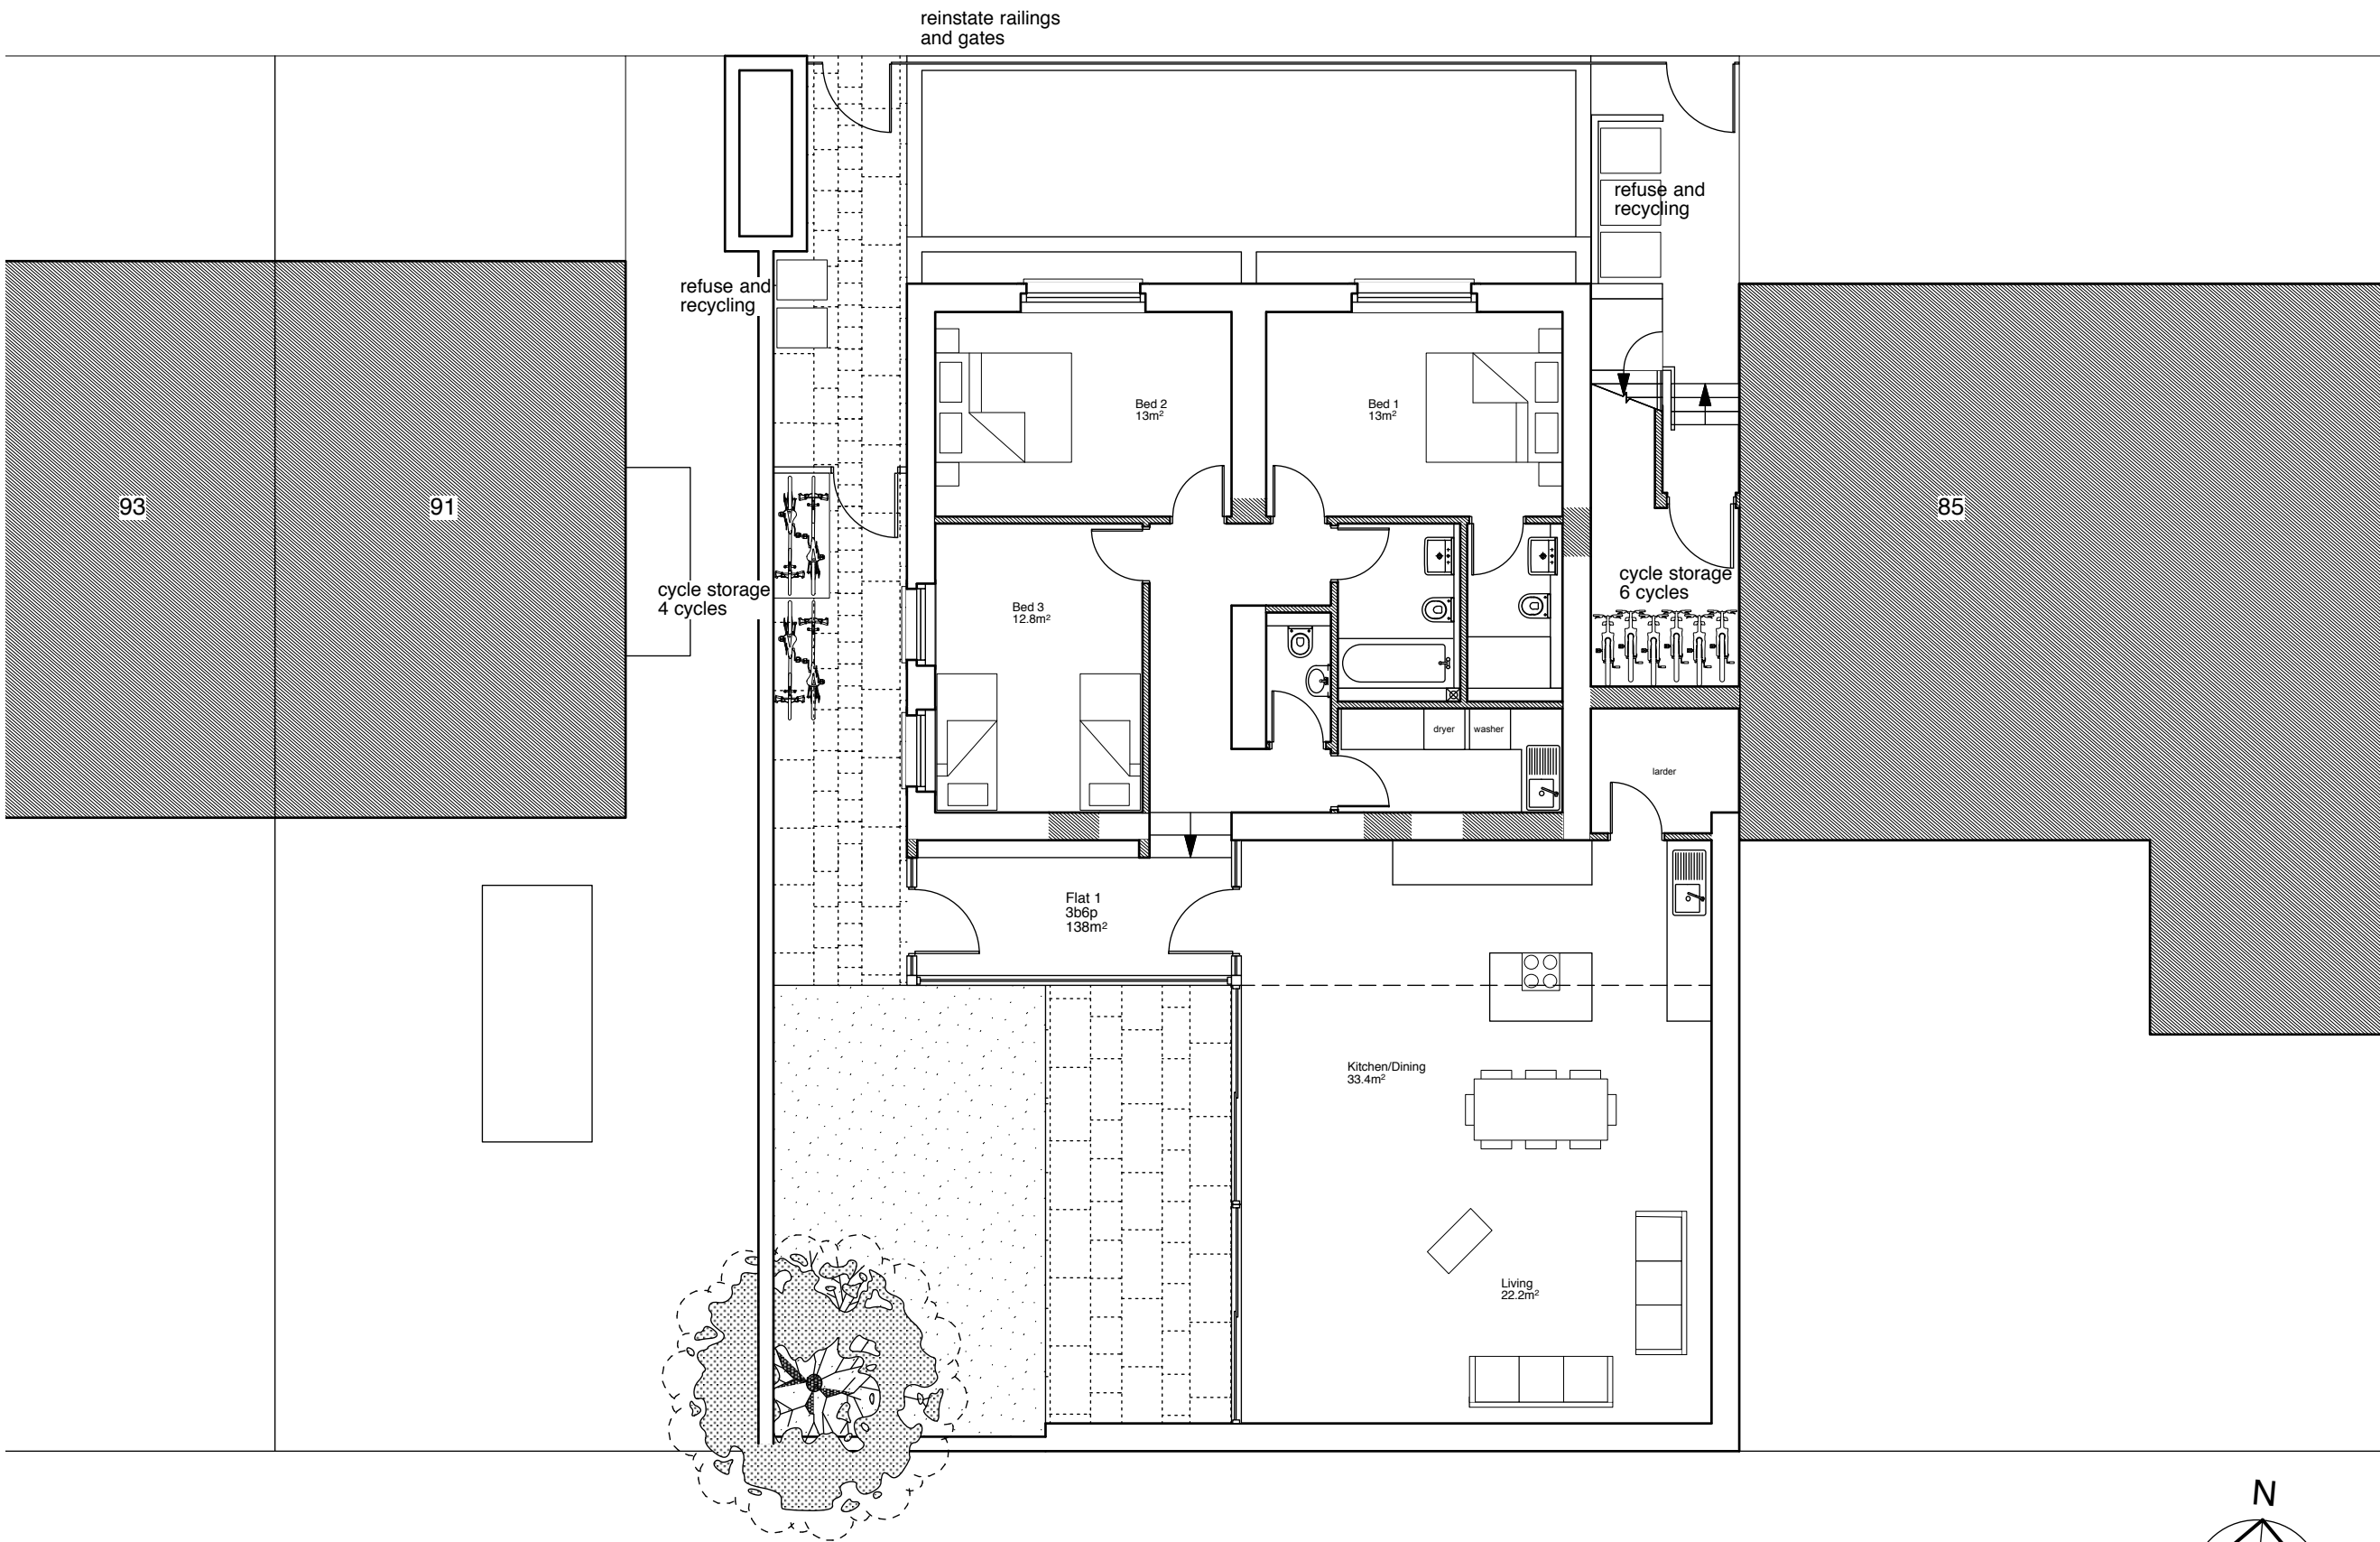 reinstate railings
and gates
refuse and
recycling
refuse and
recycling
Bed 2
13m²
Bed 1
13m²
93
91
85
cycle storage
4 cycles
Bed 3
12.8m²
cycle storage
6 cycles
dryer
washer
larder
Flat 1
3b6p
138m²
Kitchen/Dining
33.4m²
Living
22.2m²
N